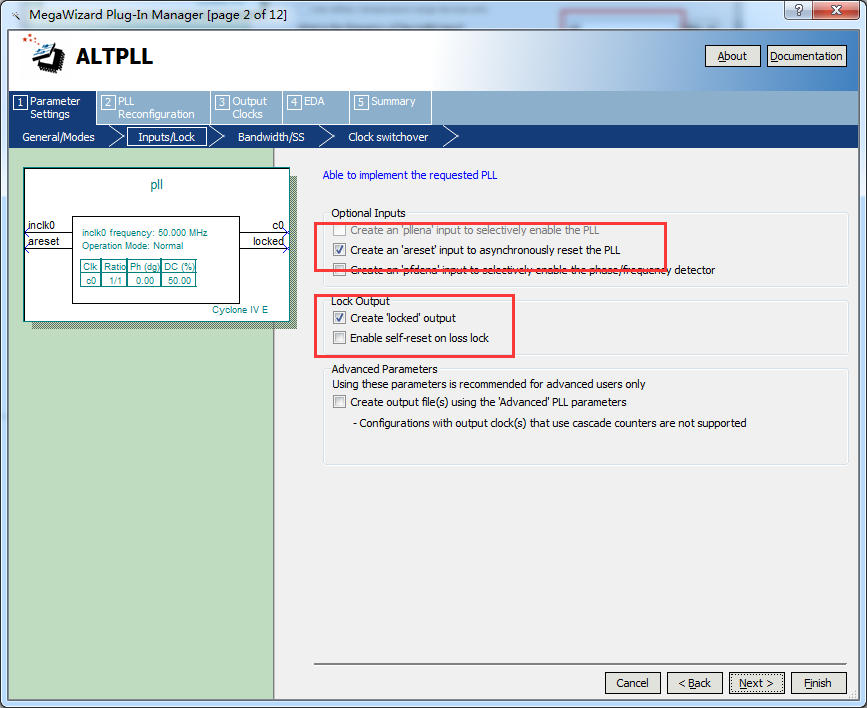 MegaWizard Plug-In Manager [page 2 of 12]
ALTPLL
About
Documentation
1 Parameter Settings
2 PLL Reconfiguration
3 Output Clocks
4 EDA
5 Summary
General/Modes
Inputs/Lock
Bandwidth/SS
Clock switchover
pll
inclk0
areset
c0
locked
inclk0 frequency: 50.000 MHz
Operation Mode: Normal
Clk Ratio Ph (dg) DC (%)
c0 1/1 0.00 50.00
Cyclone IV E
Able to implement the requested PLL
Optional Inputs
Create an 'pllena' input to selectively enable the PLL
Create an 'areset' input to asynchronously reset the PLL
Create an 'pfdena' input to selectively enable the phase/frequency detector
Lock Output
Create 'locked' output
Enable self-reset on loss lock
Advanced Parameters
Using these parameters is recommended for advanced users only
Create output file(s) using the 'Advanced' PLL parameters
- Configurations with output clock(s) that use cascade counters are not supported
Cancel
< Back
Next >
Finish